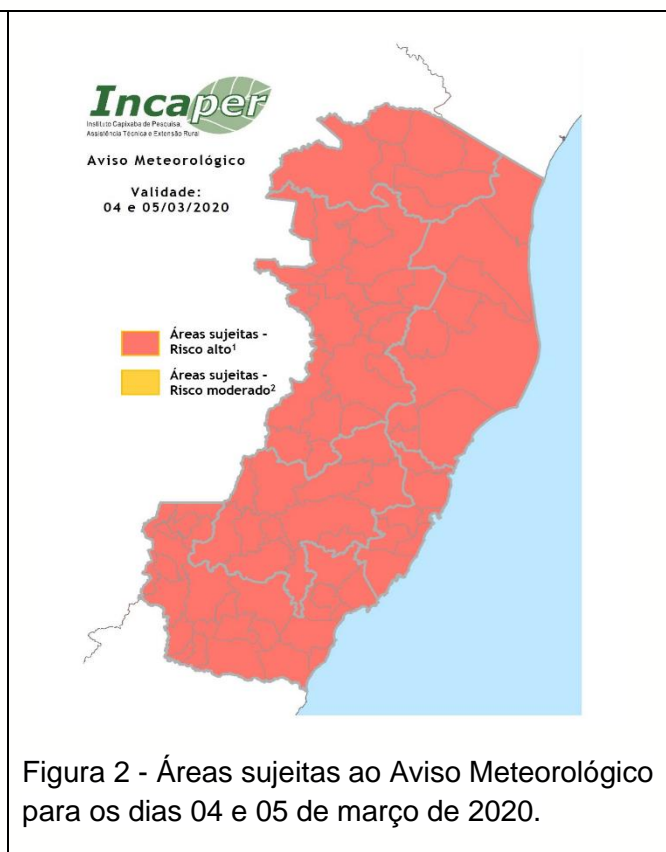 Incaper
Instituto Capixaba de Pesquisa,
Assistência Técnica e Extensão Rural
Aviso Meteorológico
Validade:
04 e 05/03/2020
Áreas sujeitas -
Risco alto¹
Áreas sujeitas -
Risco moderado²
Figura 2 - Áreas sujeitas ao Aviso Meteorológico
para os dias 04 e 05 de março de 2020.